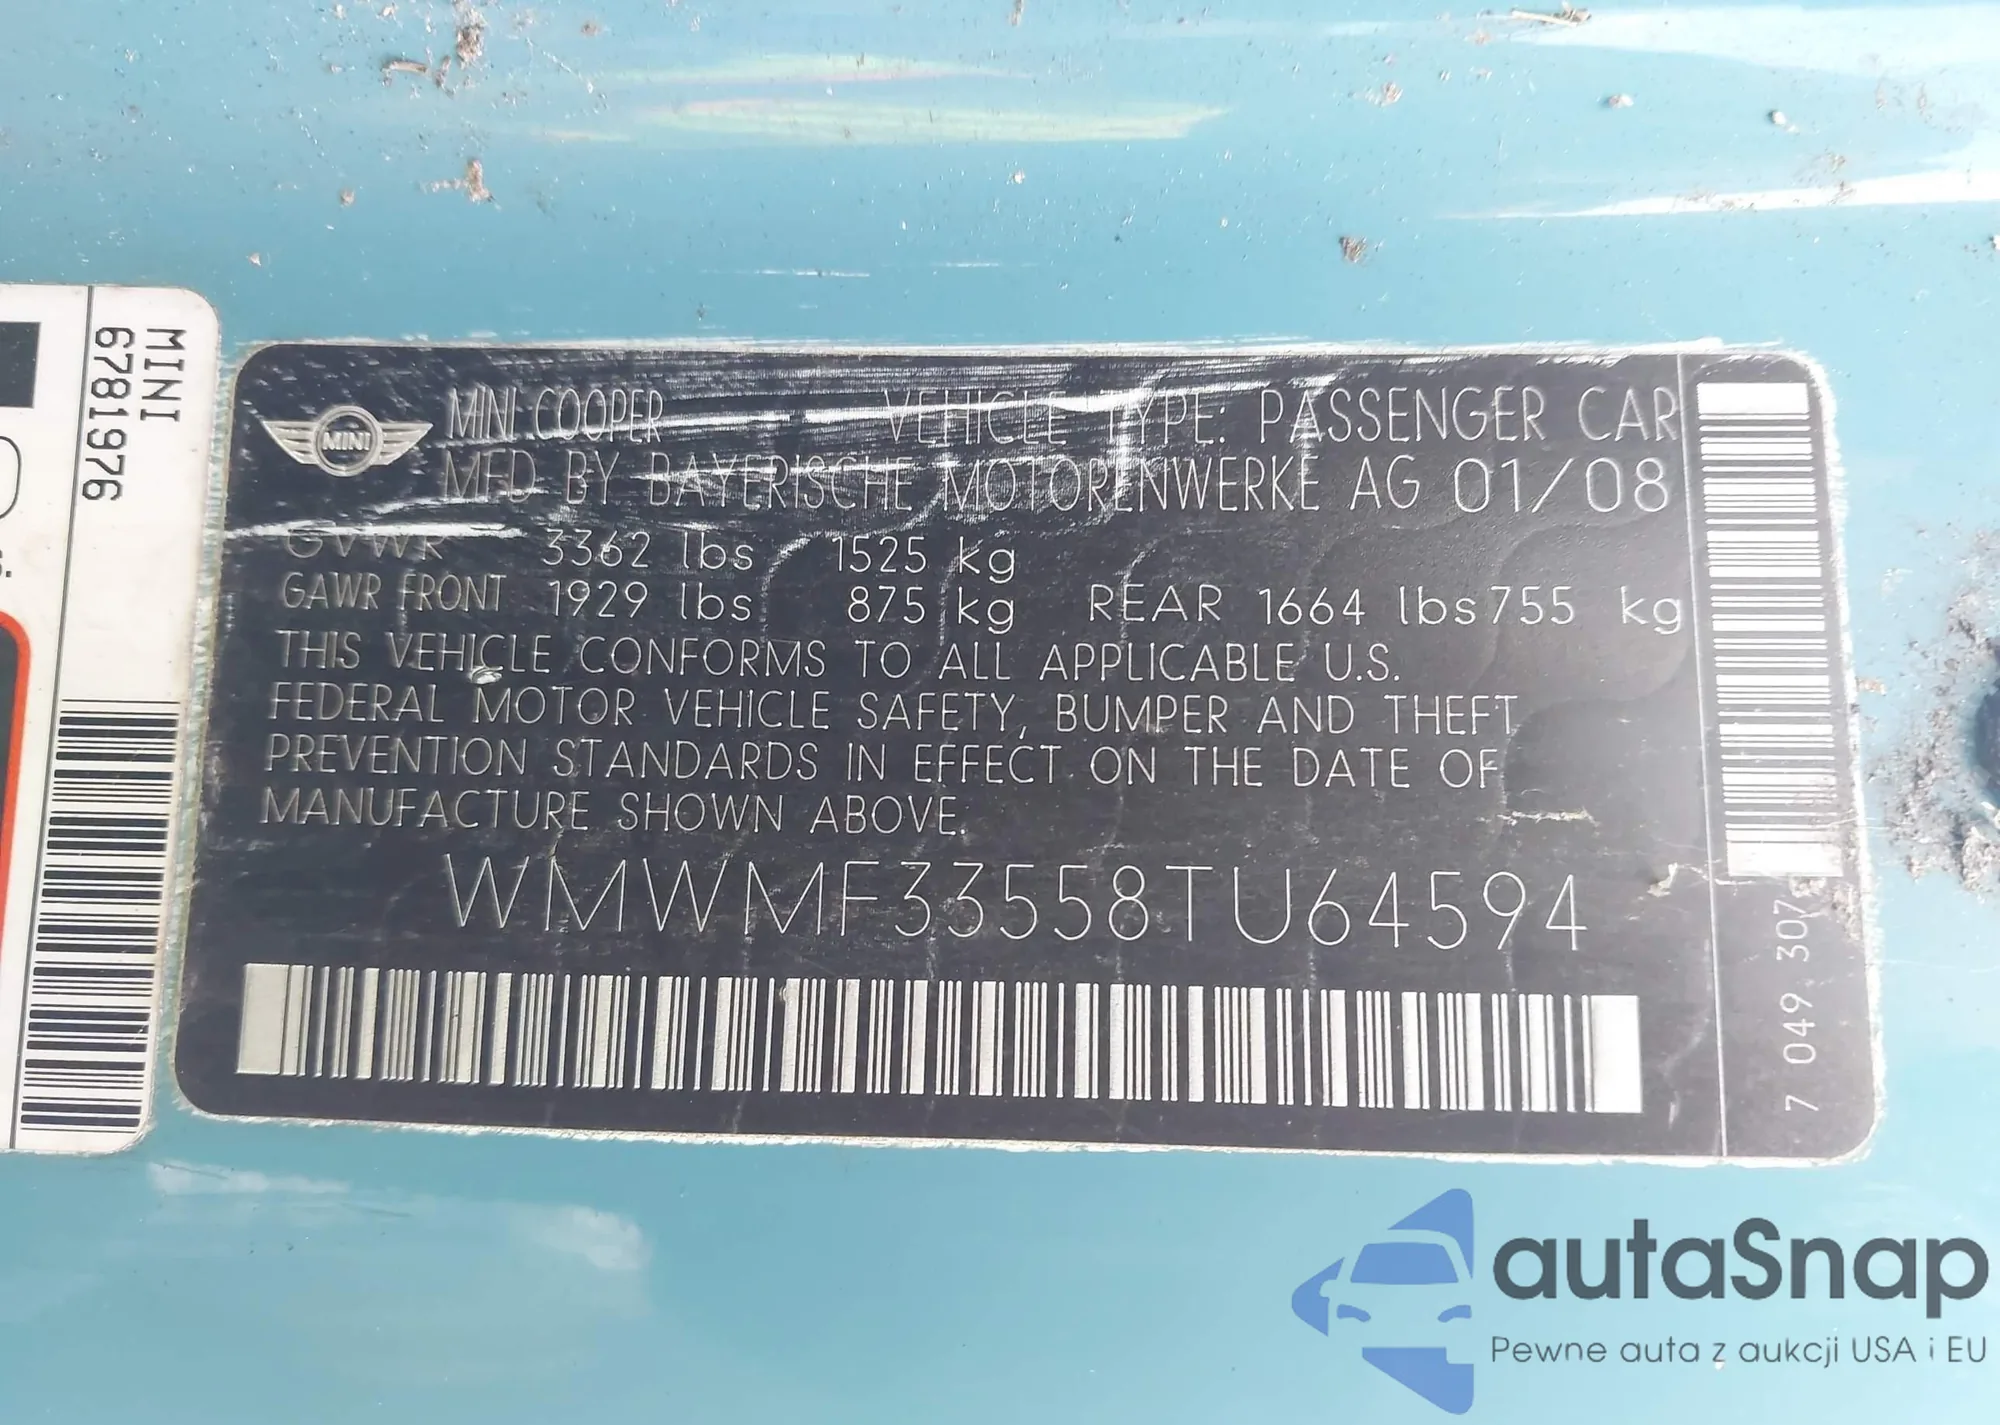 MINI
6781976
MINI
MINI COOPER VEHICLE TYPE: PASSENGER CAR
MFD BY BAYERISCHE MOTORENWERKE AG 01/08
GVWR 3362 lbs 1525 kg
GAWR FRONT 1929 lbs 875 kg REAR 1664 lbs 755 kg
THIS VEHICLE CONFORMS TO ALL APPLICABLE U.S.
FEDERAL MOTOR VEHICLE SAFETY, BUMPER AND THEFT
PREVENTION STANDARDS IN EFFECT ON THE DATE OF
MANUFACTURE SHOWN ABOVE.
WMWMF33558TU64594
7 049 307
autaSnap
Pewne auta z aukcji USA i EU